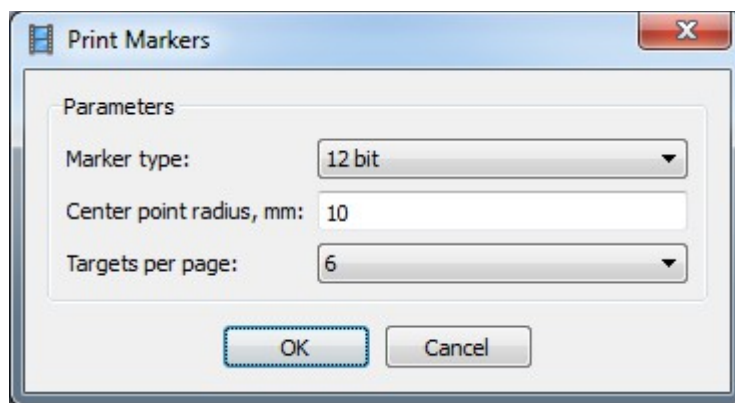 Print Markers
Parameters
Marker type: 12 bit
Center point radius, mm: 10
Targets per page: 6
OK Cancel